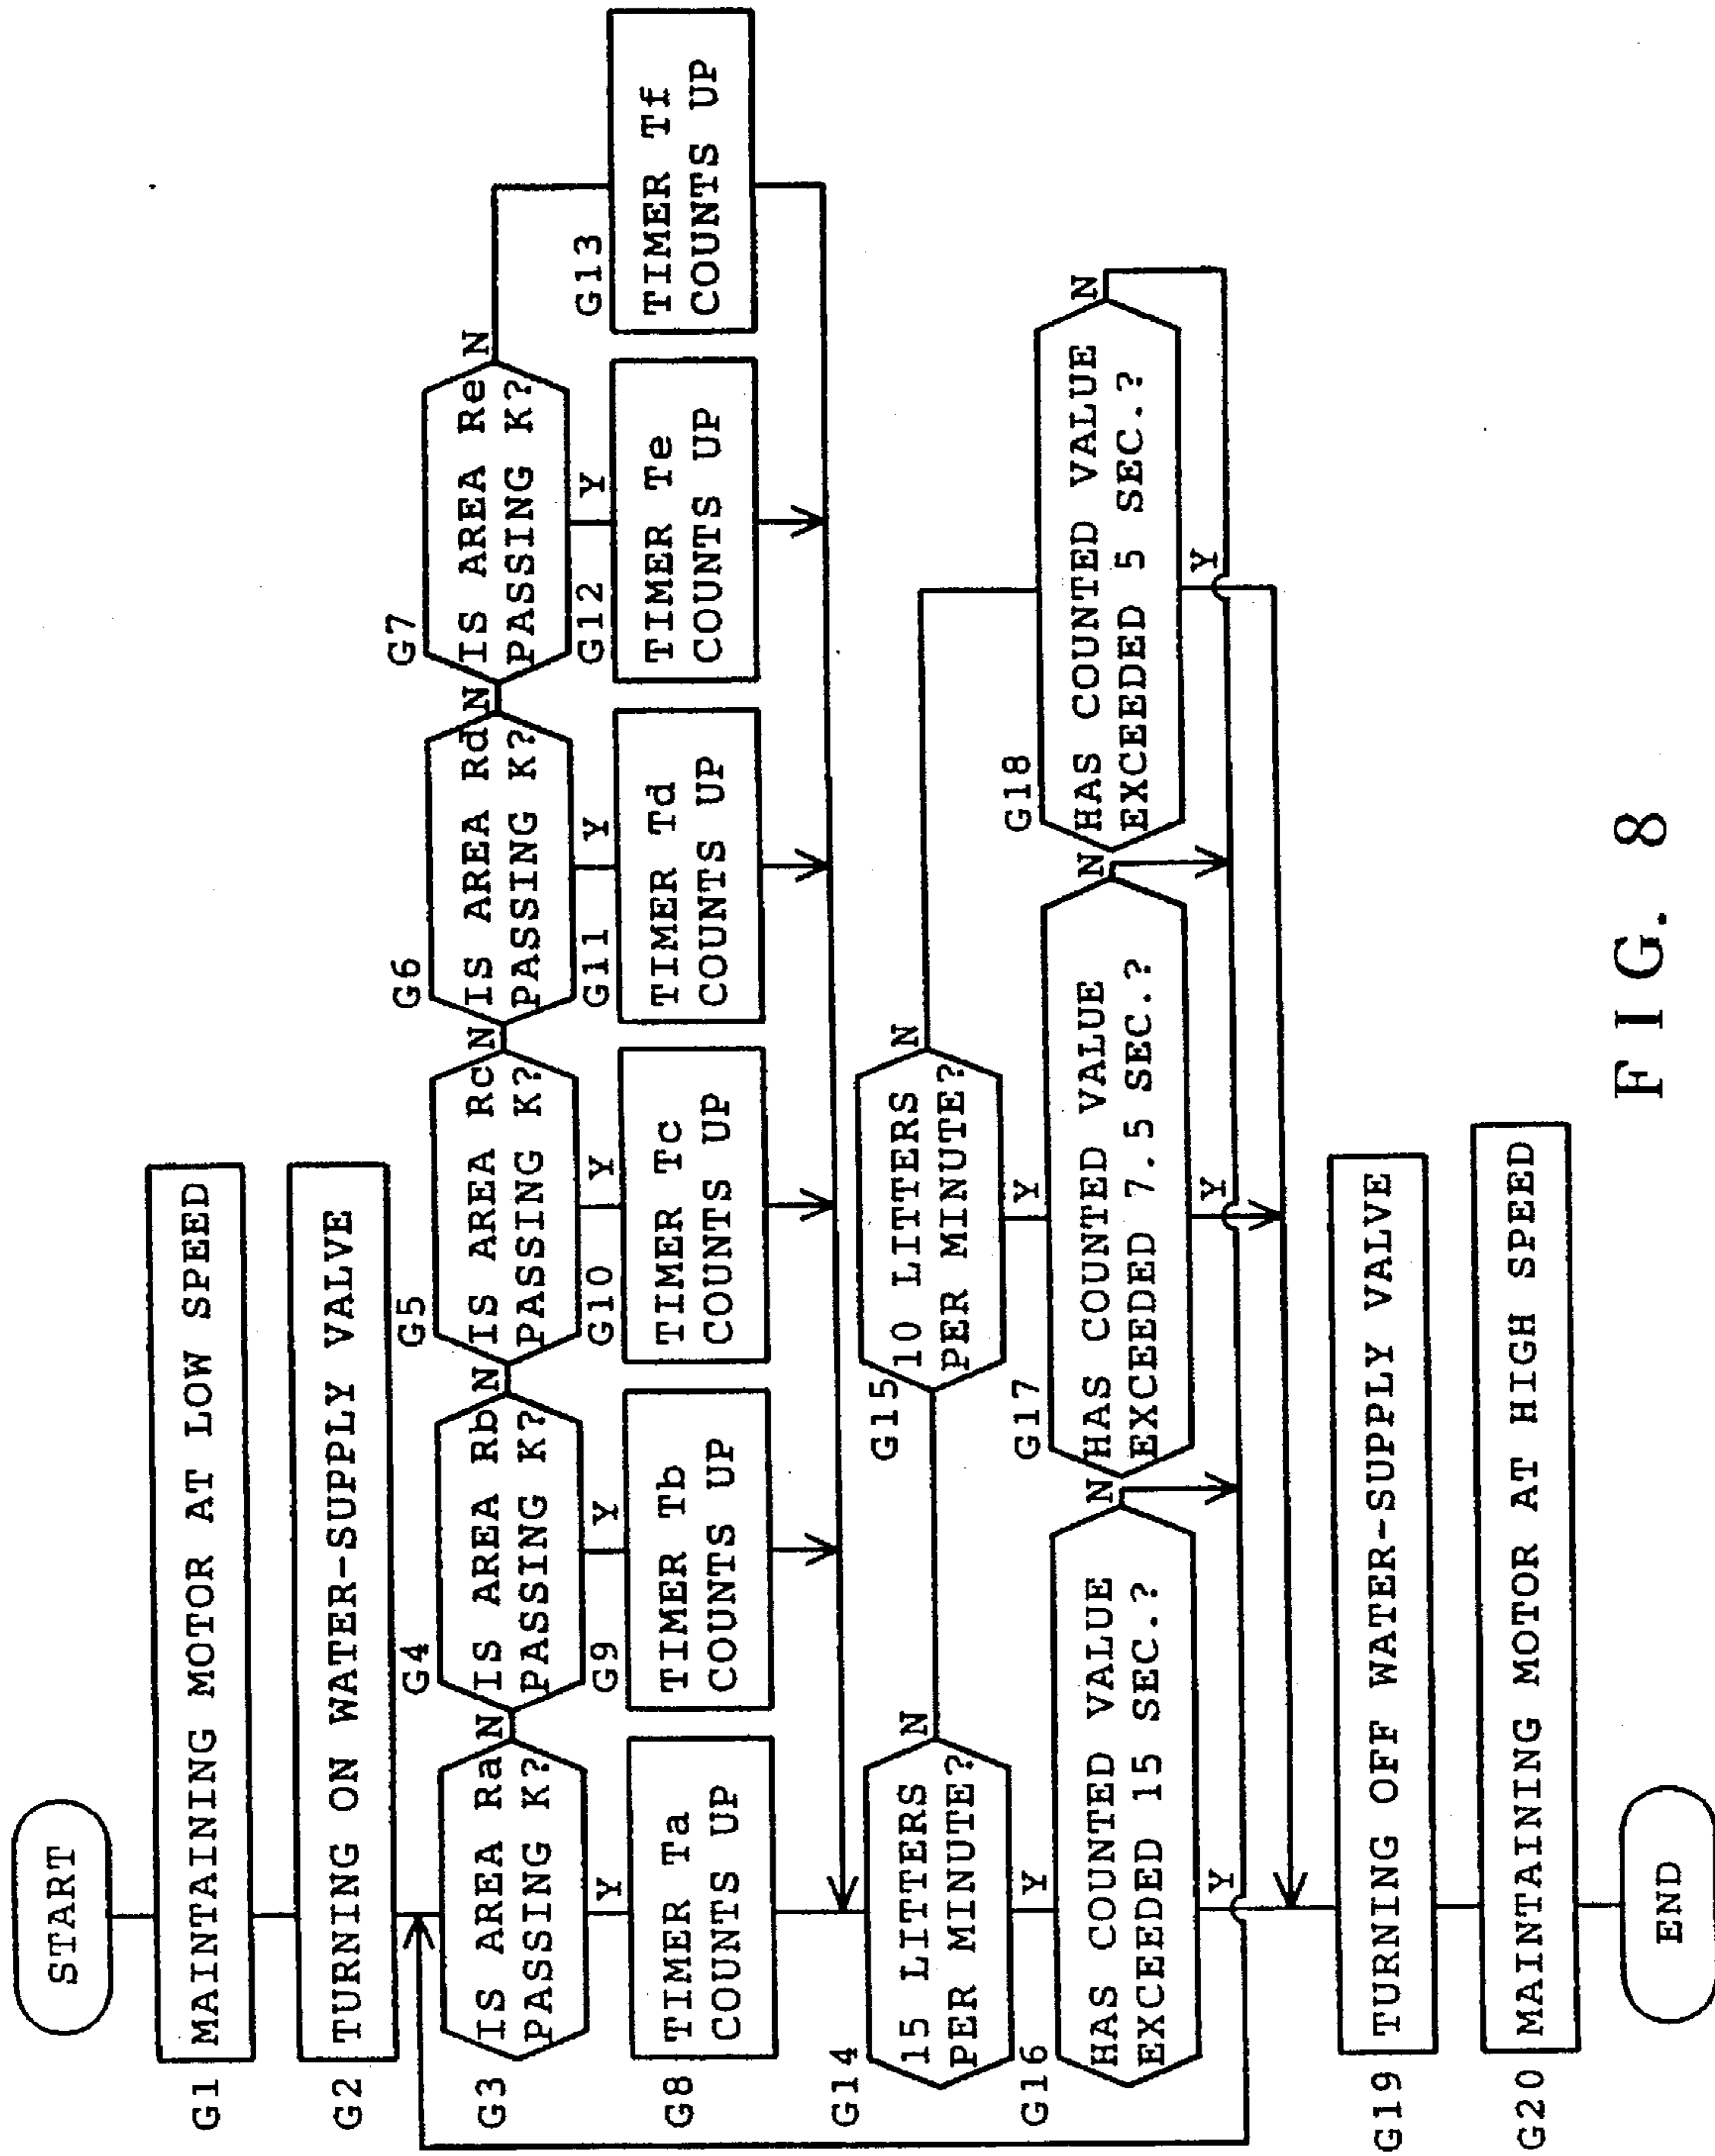 START
G1 MAINTAINING MOTOR AT LOW SPEED
G2 TURNING ON WATER-SUPPLY VALVE
G3
IS AREA Ra
PASSING K?
N
Y
G4
IS AREA Rb
PASSING K?
N
Y
G5
IS AREA Rc
PASSING K?
N
Y
G6
IS AREA Rd
PASSING K?
N
Y
G7
IS AREA Re
PASSING K?
N
Y
G8
TIMER Ta
COUNTS UP
G9
TIMER Tb
COUNTS UP
G10
TIMER Tc
COUNTS UP
G11
TIMER Td
COUNTS UP
G12
TIMER Te
COUNTS UP
G13
TIMER Tf
COUNTS UP
G14
15 LITTERS
PER MINUTE?
N
Y
G15
10 LITTERS
PER MINUTE?
N
Y
G16
HAS COUNTED VALUE
EXCEEDED 15 SEC.?
N
Y
G17
HAS COUNTED VALUE
EXCEEDED 7.5 SEC.?
N
Y
G18
HAS COUNTED VALUE
EXCEEDED 5 SEC.?
N
Y
G19 TURNING OFF WATER-SUPPLY VALVE
G20 MAINTAINING MOTOR AT HIGH SPEED
END
FIG. 8